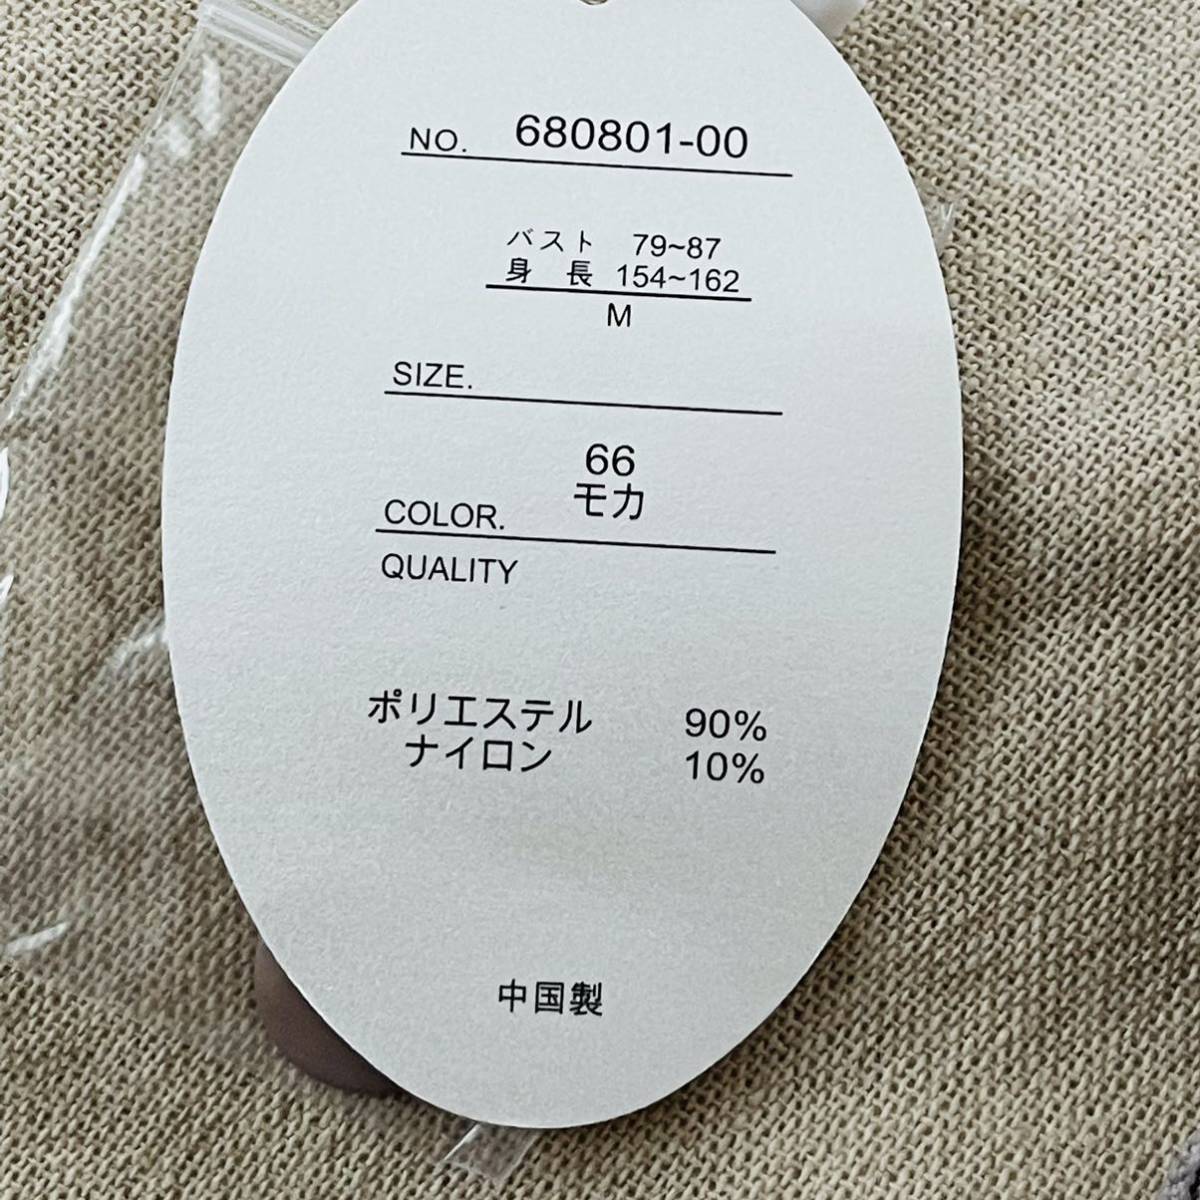 NO. 680801-00
バスト 79~87
身 長 154~162
M
SIZE.
66
モカ
COLOR.
QUALITY
ポリエステル 90%
ナイロン 10%
中国製